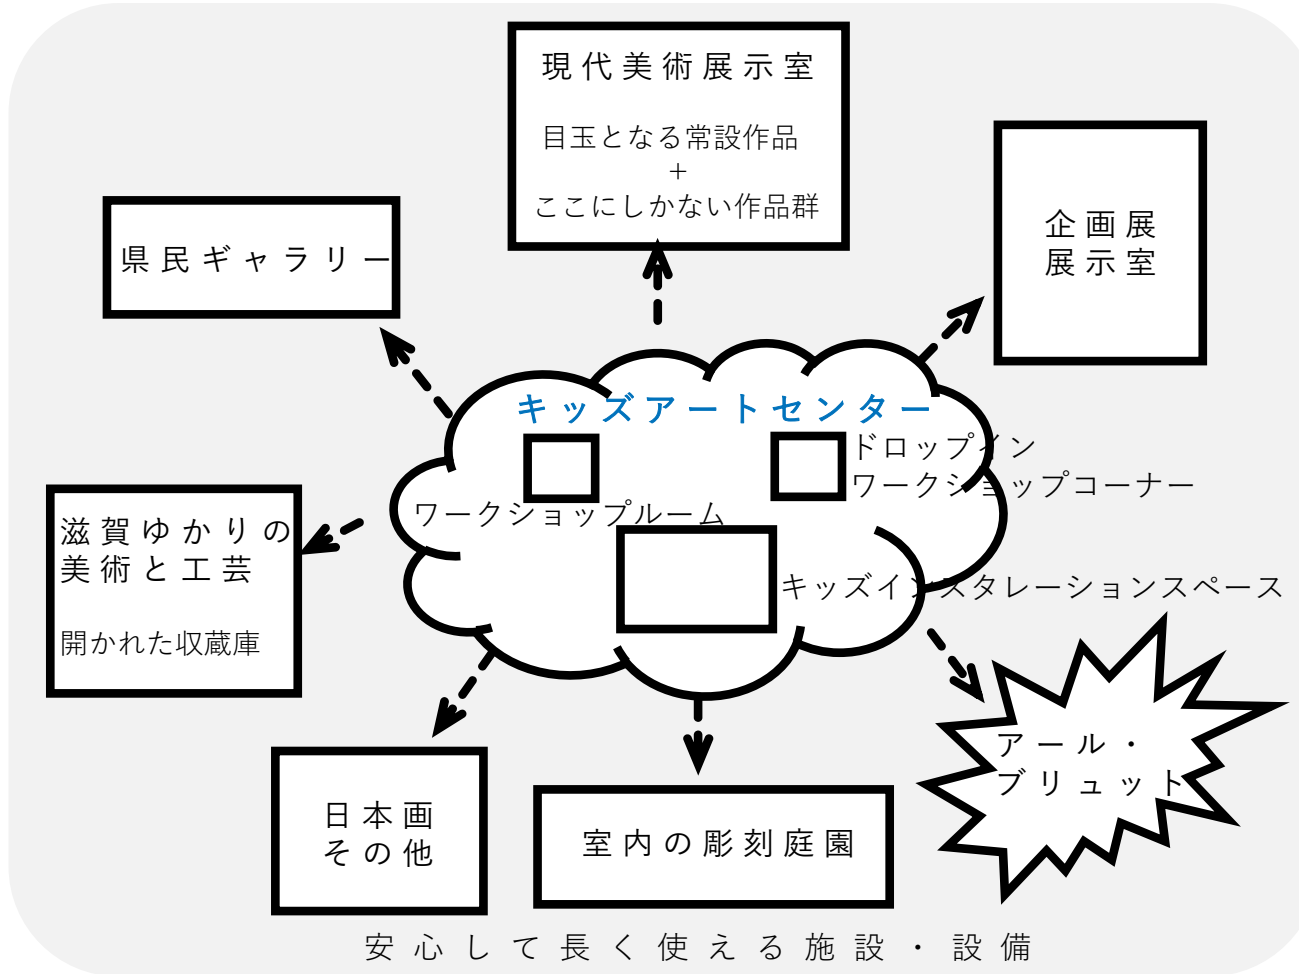 現代美術展示室
目玉となる常設作品
+
ここにしかない作品群
企画展
展示室
県民ギャラリー
キッズアートセンター
ドロップイン
ワークショップコーナー
ワークショップルーム
キッズインスタレーションスペース
滋賀ゆかりの
美術と工芸
開かれた収蔵庫
アール・
ブリュット
日本画
その他
室内の彫刻庭園
安心して長く使える施設・設備